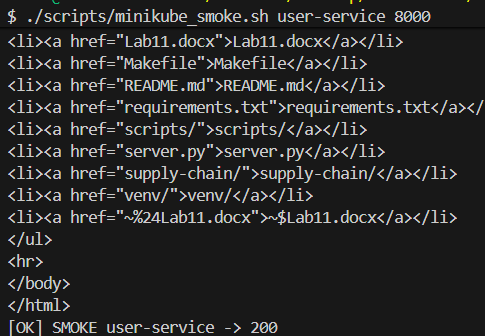 $ ./scripts/minikube_smoke.sh user-service 8000
<li><a href="Lab11.docx">Lab11.docx</a></li>
<li><a href="Makefile">Makefile</a></li>
<li><a href="README.md">README.md</a></li>
<li><a href="requirements.txt">requirements.txt</a></
<li><a href="scripts/">scripts/</a></li>
<li><a href="server.py">server.py</a></li>
<li><a href="supply-chain/">supply-chain/</a></li>
<li><a href="venv/">venv/</a></li>
<li><a href="~%24Lab11.docx">~$Lab11.docx</a></li>
</ul>
<hr>
</body>
</html>
[OK] SMOKE user-service -> 200